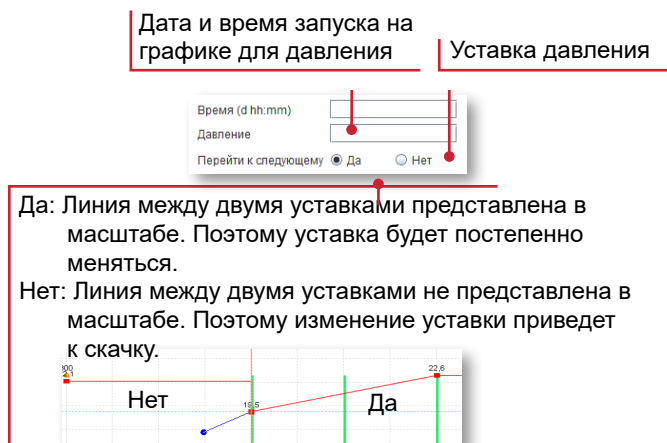 Дата и время запуска на
графике для давления
Уставка давления
Время (d hh:mm)
Давление
Перейти к следующему Да Нет
Да: Линия между двумя уставками представлена в
масштабе. Поэтому уставка будет постепенно
меняться.
Нет: Линия между двумя уставками не представлена в
масштабе. Поэтому изменение уставки приведет
к скачку.
22,6
Нет
19,5
Да